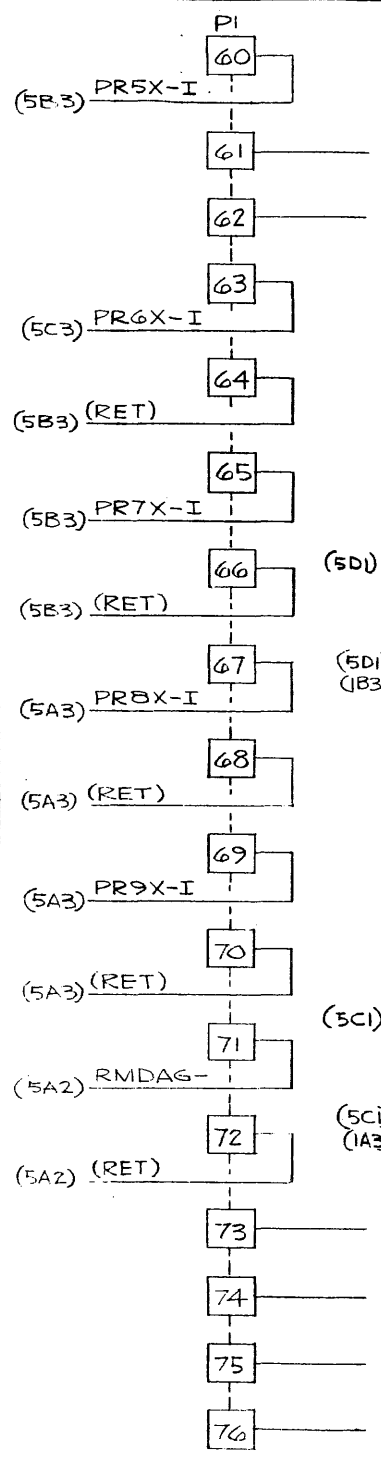 P1
60
(5B3) PR5X-I
61
62
63
(5C3) PR6X-I
64
(5B3) (RET)
65
(5B3) PR7X-I
66 (5D1)
(5B3) (RET)
67 (5D1
(1B3
(5A3) PR8X-I
68
(5A3) (RET)
69
(5A3) PR9X-I
70
(5A3) (RET)
71 (5C1)
(5A2) RMDAG-
72 (5C1
(1A3
(5A2) (RET)
73
74
75
76